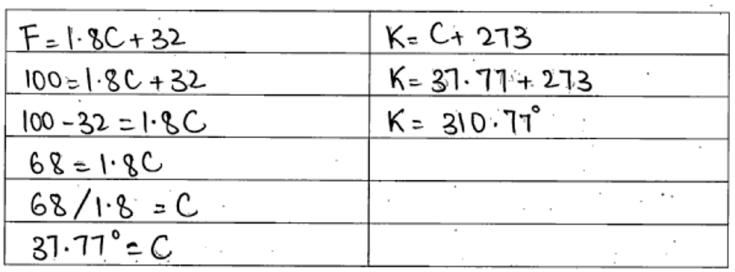 F = 1.8C + 32
100 = 1.8C + 32
100 - 32 = 1.8C
68 = 1.8C
68 / 1.8 = C
37.77° = C
K = C + 273
K = 37.77 + 273
K = 310.77°